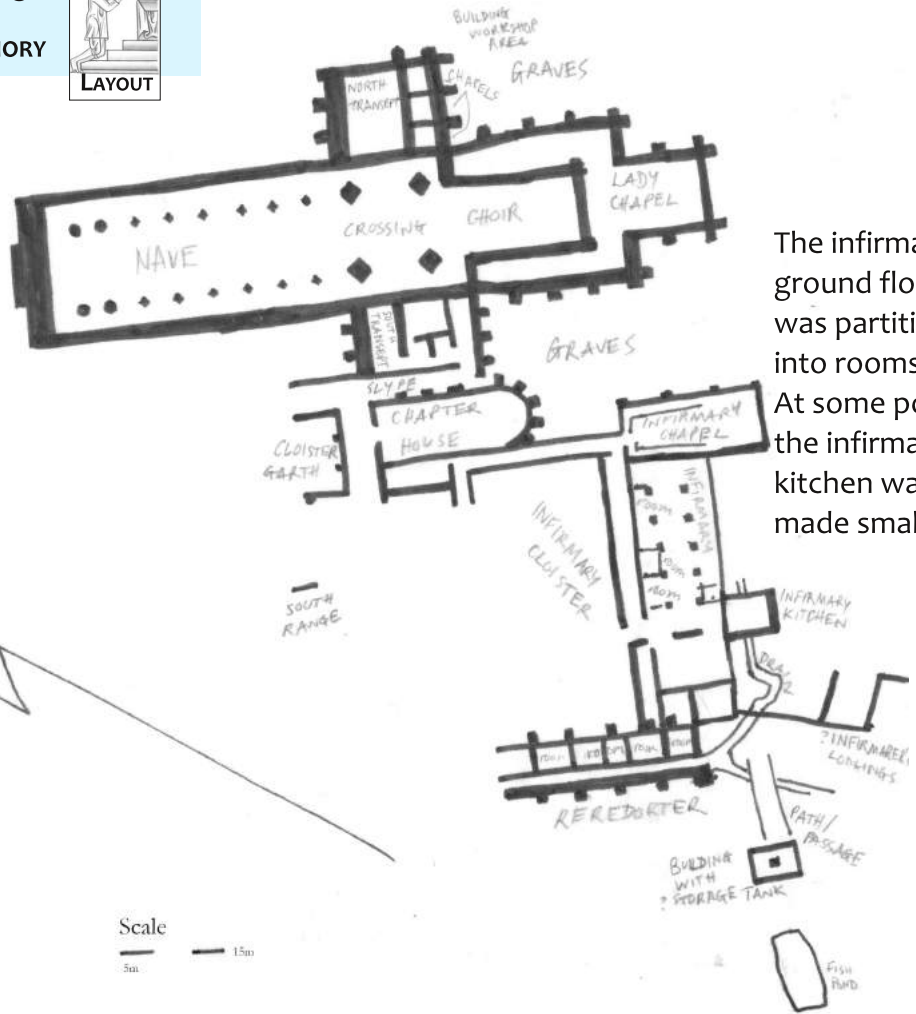 ORY
LAYOUT
BUILDING
WORKSHOP
AREA
GRAVES
NORTH
TRANSEPT
CHAPELS
LADY
CHAPEL
CHOIR
CROSSING
NAVE
The infirma
ground flo
was partiti
into rooms
At some po
the infirma
kitchen wa
made smal
SOUTH
TRANSEPT
GRAVES
SLYPE
CHAPTER
HOUSE
CLOISTER
GARTH
INFIRMARY
CHAPEL
INFIRMARY
room
room
room
INFIRMARY
CLOISTER
SOUTH
RANGE
INFIRMARY
KITCHEN
? INFIRMARER
LODGINGS
room
room
room
room
REREDORTER
PATH/
PASSAGE
BUILDING
WITH
? STORAGE TANK
FISH
POND
Scale
5m
15m